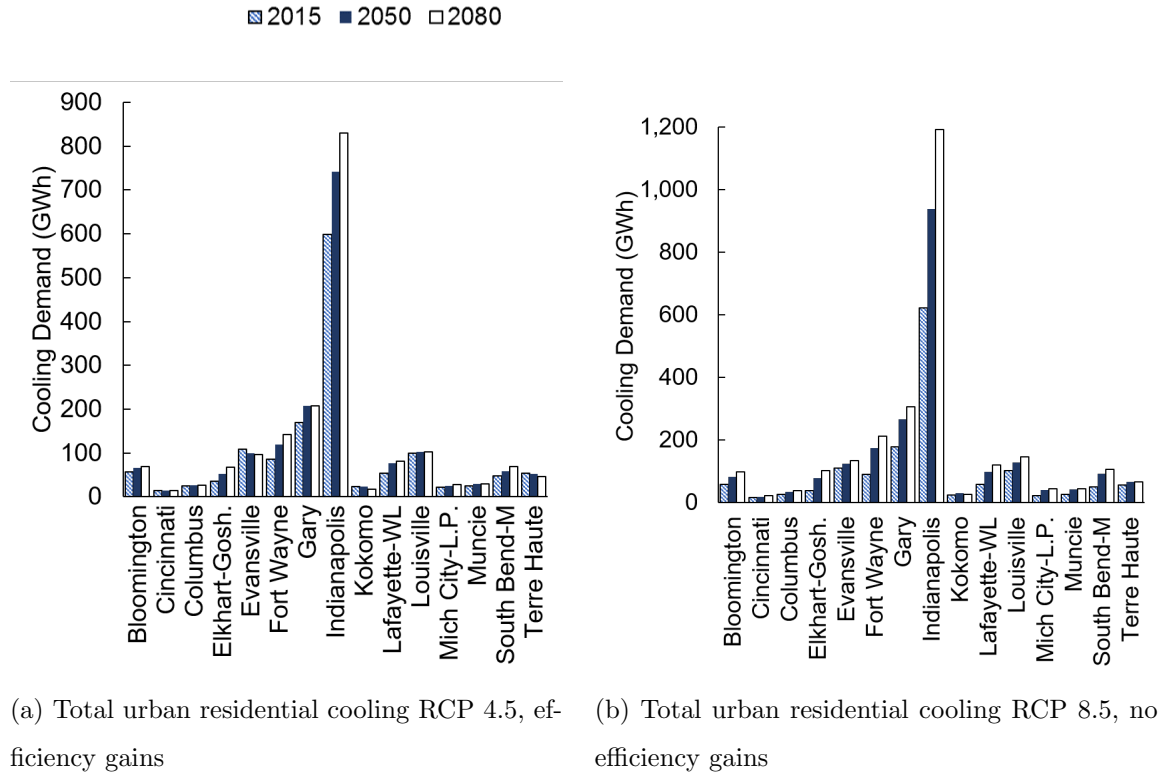 2015 2050 2080
Cooling Demand (GWh)
900
800
700
600
500
400
300
200
100
0
Bloomington
Cincinnati
Columbus
Elkhart-Gosh.
Evansville
Fort Wayne
Gary
Indianapolis
Kokomo
Lafayette-WL
Louisville
Mich City-L.P.
Muncie
South Bend-M
Terre Haute
(a) Total urban residential cooling RCP 4.5, ef-
ficiency gains
Cooling Demand (GWh)
1,200
1,000
800
600
400
200
0
Bloomington
Cincinnati
Columbus
Elkhart-Gosh.
Evansville
Fort Wayne
Gary
Indianapolis
Kokomo
Lafayette-WL
Louisville
Mich City-L.P.
Muncie
South Bend-M
Terre Haute
(b) Total urban residential cooling RCP 8.5, no
efficiency gains